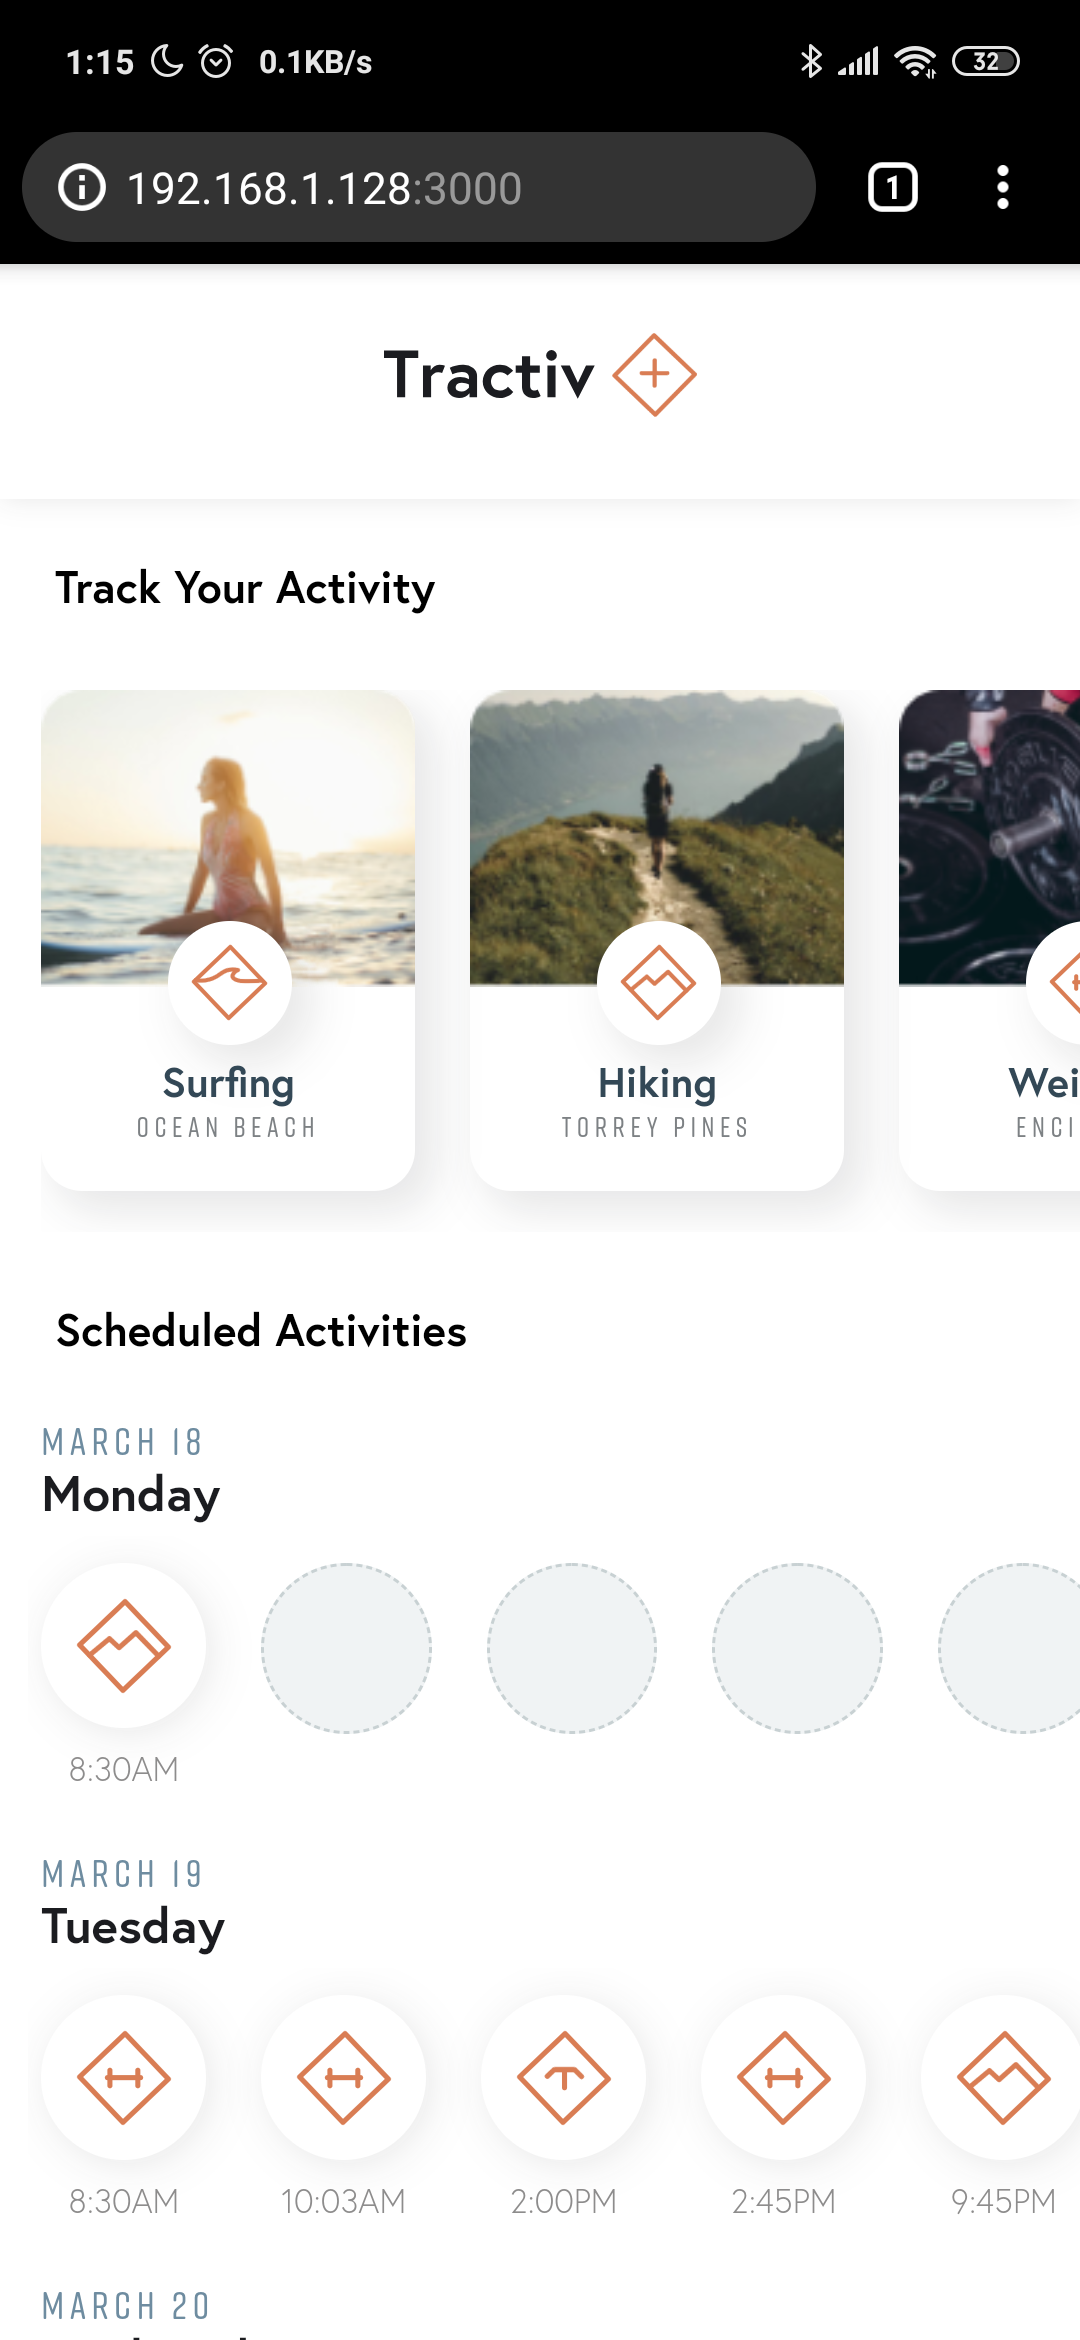 1:15 0.1KB/s 32
192.168.1.128:3000 1
Tractiv
Track Your Activity
Surfing
OCEAN BEACH
Hiking
TORREY PINES
Wei
ENCI
Scheduled Activities
MARCH 18
Monday
8:30AM
MARCH 19
Tuesday
8:30AM 10:03AM 2:00PM 2:45PM 9:45PM
MARCH 20